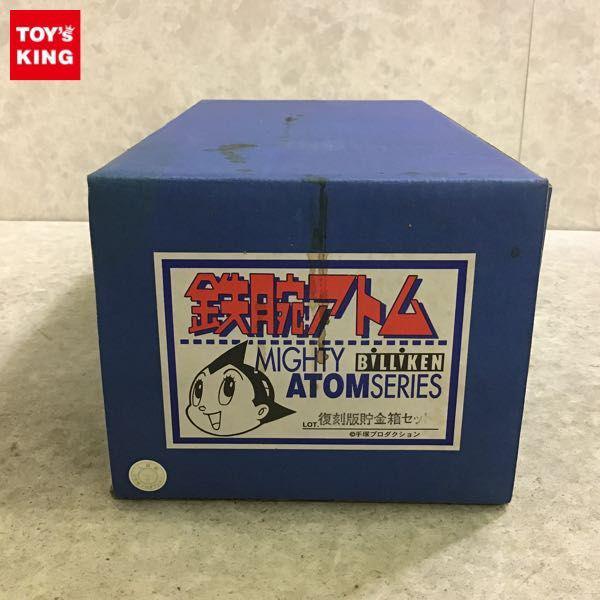 TOY's
KING
鉄腕アトム
MIGHTY BiLLiKEN
ATOM SERIES
LOT. 復刻版貯金箱セット
©手塚プロダクション